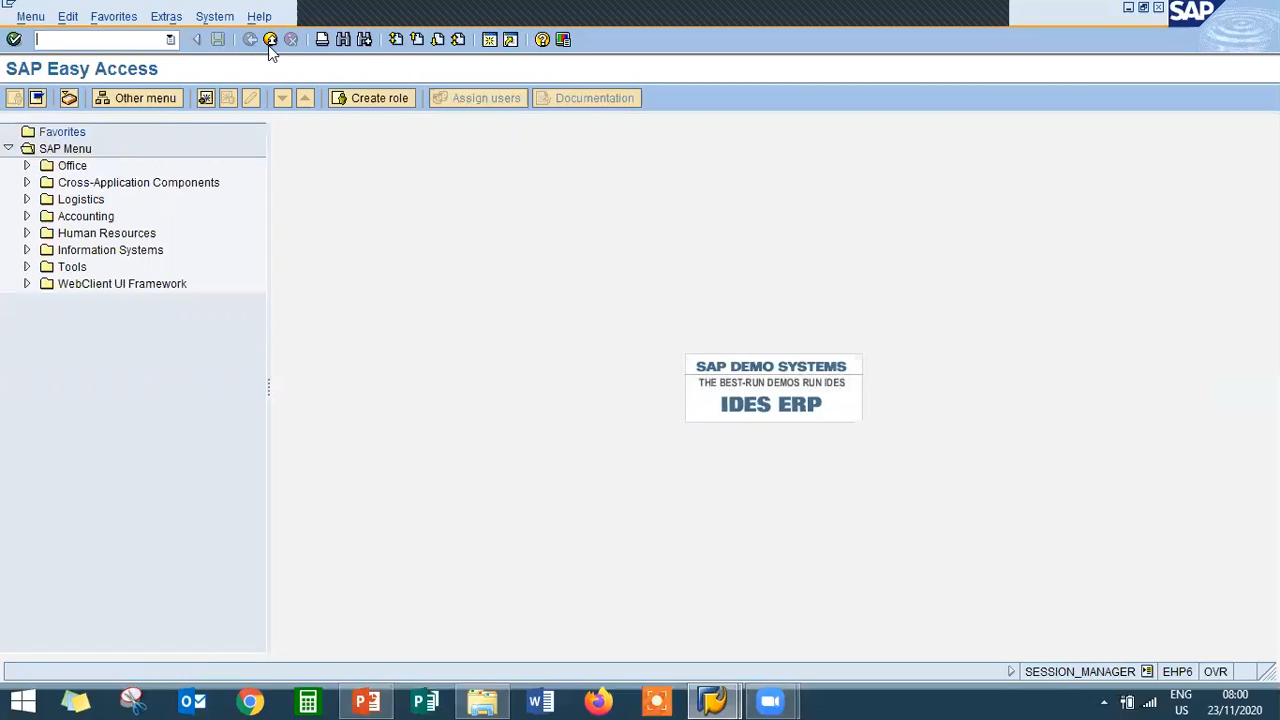 Menu Edit Favorites Extras System Help
SAP
SAP Easy Access
Other menu Create role Assign users Documentation
Favorites
SAP Menu
Office
Cross-Application Components
Logistics
Accounting
Human Resources
Information Systems
Tools
WebClient UI Framework
SAP DEMO SYSTEMS
THE BEST-RUN DEMOS RUN IDES
IDES ERP
SESSION_MANAGER EHP6 OVR
ENG 08:00
US 23/11/2020